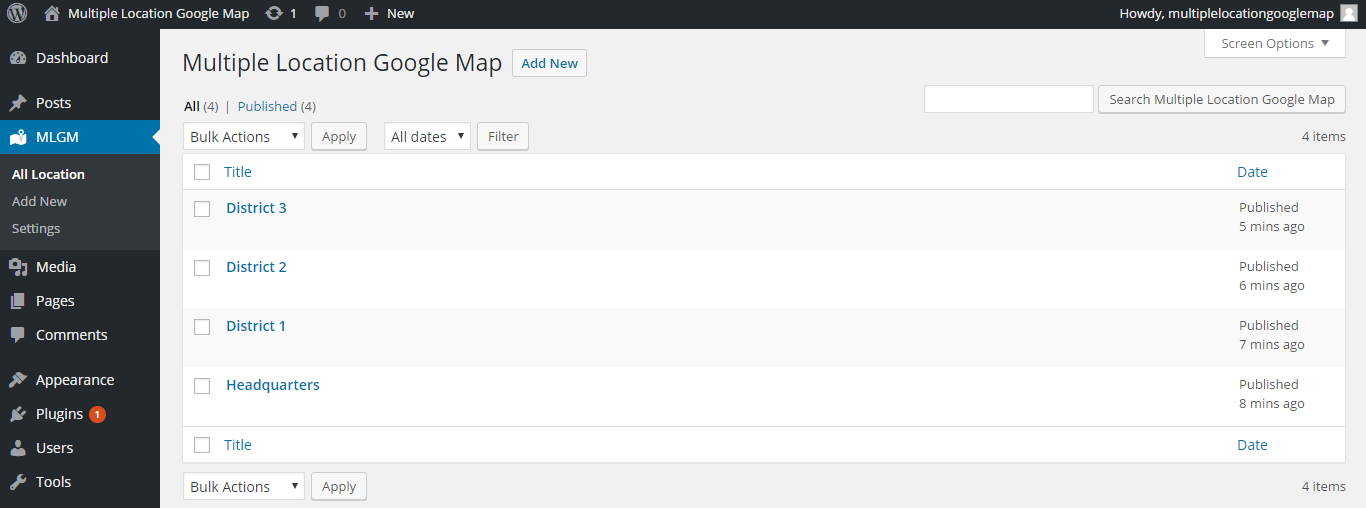 Multiple Location Google Map 1 0 New Howdy, multiplelocationgooglemap
Screen Options
Dashboard
Posts
MLGM
All Location
Add New
Settings
Media
Pages
Comments
Appearance
Plugins 1
Users
Tools
Multiple Location Google Map Add New
All (4) | Published (4)
Search Multiple Location Google Map
Bulk Actions Apply All dates Filter 4 items
Title Date
District 3 Published
5 mins ago
District 2 Published
6 mins ago
District 1 Published
7 mins ago
Headquarters Published
8 mins ago
Title Date
Bulk Actions Apply 4 items